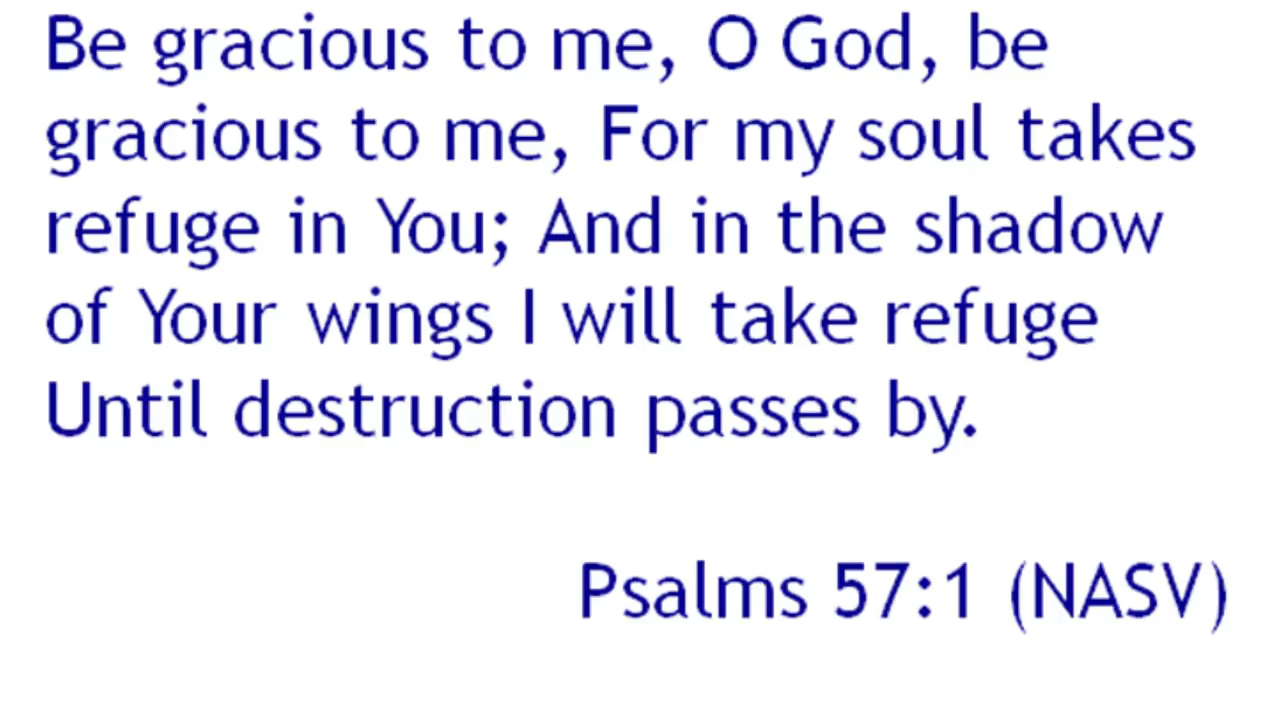 Be gracious to me, O God, be
gracious to me, For my soul takes
refuge in You; And in the shadow
of Your wings I will take refuge
Until destruction passes by.
Psalms 57:1 (NASV)